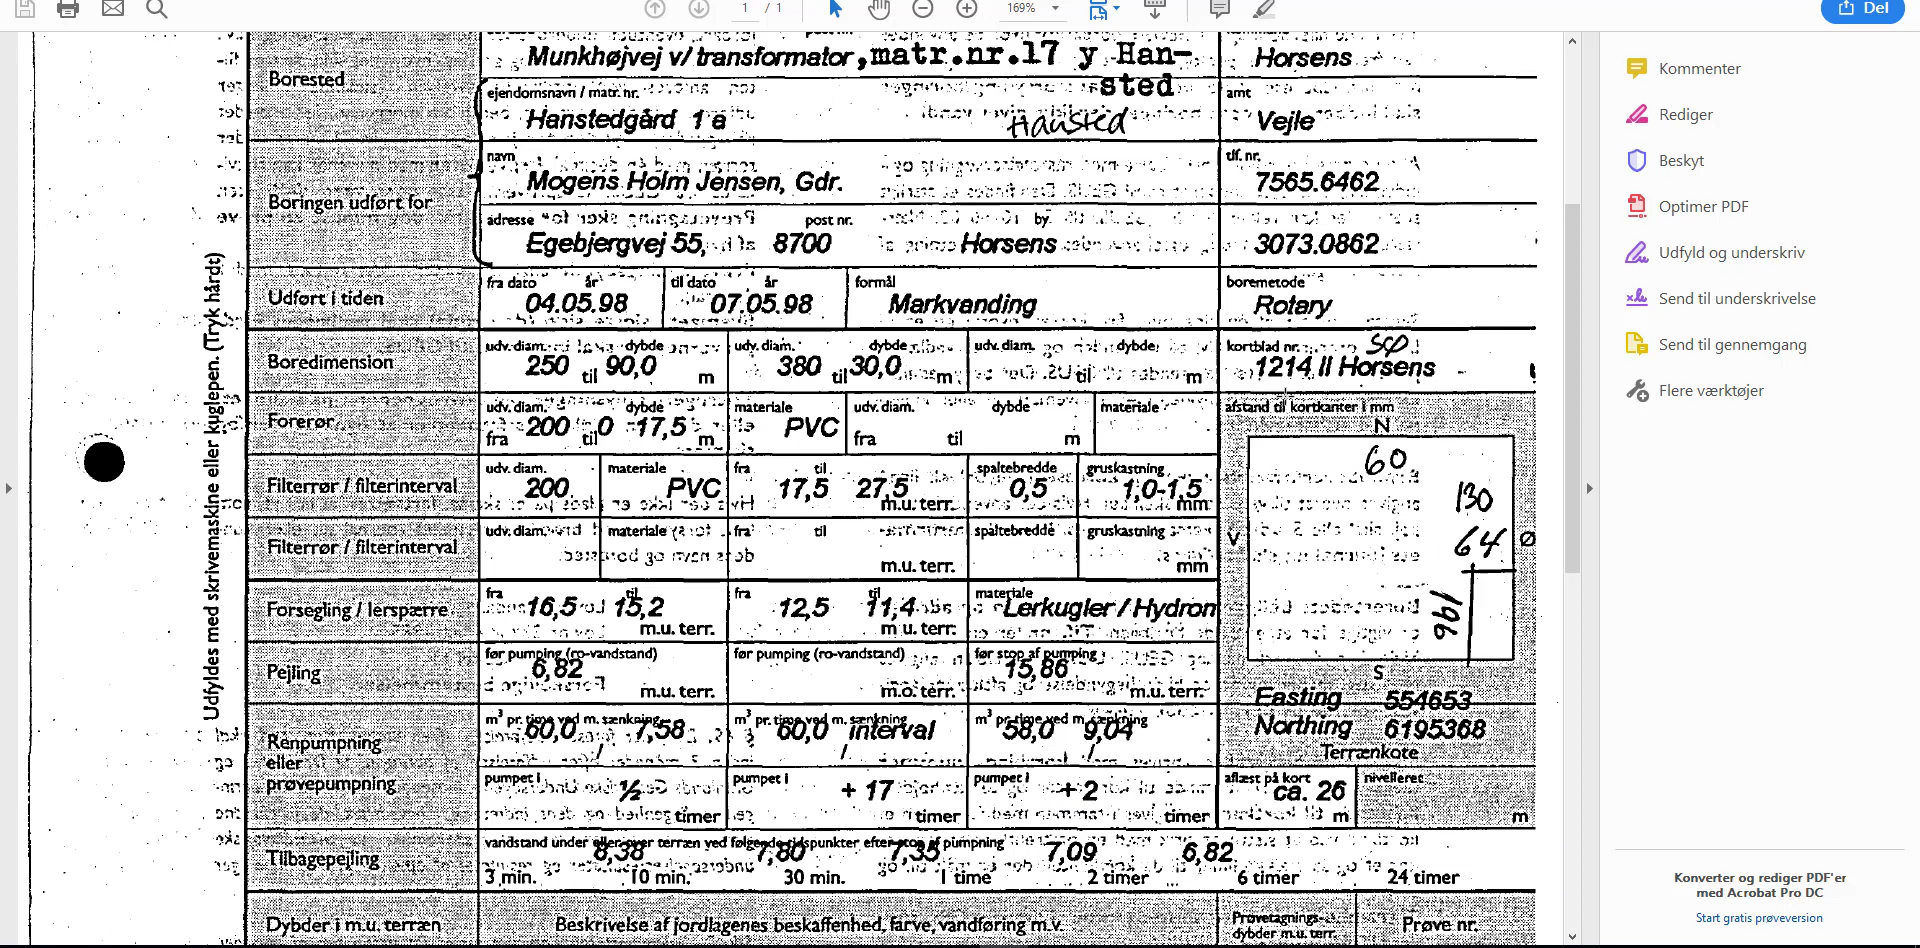 1 / 1
169%
Del
Munkhøjvej v/ transformator, matr.nr.17 y Han-
sted
Horsens
Borested
ejendomsnavn / matr. nr.
amt
Hanstedgård 1 a
Hansted
Vejle
navn
tlf. nr.
Mogens Holm Jensen, Gdr.
7565.6462
Boringen udført for
adresse
post nr.
by
Egebjergvej 55,
8700
Horsens
3073.0862
Udfyldes med skrivemaskine eller kuglepen. (Tryk hårdt)
Udført i tiden
fra dato
år
til dato
år
formål
boremetode
04.05.98
07.05.98
Markvanding
Rotary
Boredimension
udv. diam.
dybde
udv. diam.
dybde
udv. diam.
dybde
kortblad nr.
SØ
250 til 90,0 m
380 til 30,0 m
til m
1214 II Horsens
Forerør
udv. diam.
dybde
materiale
udv. diam.
dybde
materiale
afstand til kortkanter i mm
fra 200 til 0 -17,5 m
PVC
fra til m
N
60
130
64
196
V
Ø
S
Filterrør / filterinterval
udv. diam.
materiale
fra
til
spaltebredde
gruskastning
200
PVC
17,5 27,5
m.u. terr.
0,5
1,0-1,5
mm
Filterrør / filterinterval
udv. diam.
materiale
fra
til
spaltebredde
gruskastning
m.u. terr.
mm
Forsegling / lerspærre
fra
til
fra
til
materiale
16,5 15,2
12,5 11,4
Lerkugler / Hydron
m.u. terr.
m.u. terr.
Pejling
før pumping (ro-vandstand)
før pumping (ro-vandstand)
før stop af pumping
6,82
15,86
m.u. terr.
m.o. terr.
m.u. terr.
Easting 554653
Northing 6195368
Renpumpning
eller
prøvepumpning
m³ pr. time ved m. sænkning
m³ pr. time ved m. sænkning
m³ pr. time ved m. sænkning
60,0 / 7,58
60,0 / interval
58,0 / 9,04
Terrænkote
pumpet i
pumpet i
pumpet i
aflæst på kort
nivelleret
½
+ 17
+ 2
ca. 26
timer
timer
timer
m
m
Tilbagepejling
vandstand under eller over terræn ved følgende tidspunkter efter stop af pumpning
8,38
7,80
7,35
7,09
6,82
3 min.
10 min.
30 min.
1 time
2 timer
6 timer
24 timer
Dybder i m.u. terræn
Beskrivelse af jordlagenes beskaffenhed, farve, vandføring m.v.
Prøvetagnings-
dybder m.u. terr.
Prøve nr.
Kommenter
Rediger
Beskyt
Optimer PDF
Udfyld og underskriv
Send til underskrivelse
Send til gennemgang
Flere værktøjer
Konverter og rediger PDF'er
med Acrobat Pro DC
Start gratis prøveversion